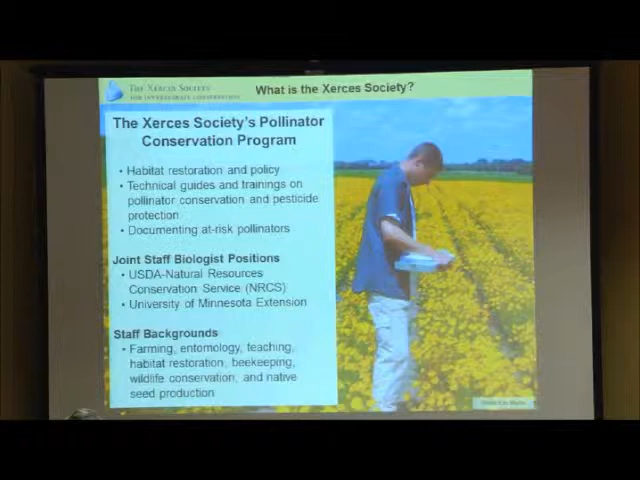 THE XERCES SOCIETY
FOR INVERTEBRATE CONSERVATION
What is the Xerces Society?
The Xerces Society's Pollinator
Conservation Program
• Habitat restoration and policy
• Technical guides and trainings on
pollinator conservation and pesticide
protection
• Documenting at-risk pollinators
Joint Staff Biologist Positions
• USDA-Natural Resources
Conservation Service (NRCS)
• University of Minnesota Extension
Staff Backgrounds
• Farming, entomology, teaching,
habitat restoration, beekeeping,
wildlife conservation, and native
seed production